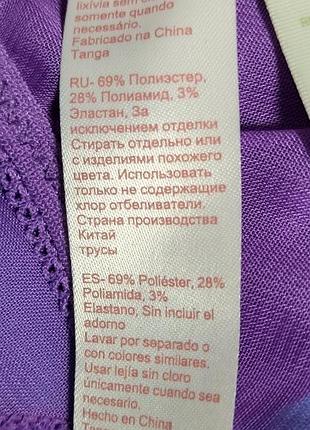 lixívia sem cloro
somente quando
necessário.
Fabricado na China
Tanga
RU- 69% Полиэстер,
28% Полиамид, 3%
Эластан, За
исключением отделки
Стирать отдельно или
с изделиями похожего
цвета. Использовать
только не содержащие
хлор отбеливатели.
Страна производства
Китай
трусы
ES- 69% Poliéster, 28%
Poliamida, 3%
Elastano, Sin incluir el
adorno
Lavar por separado o
con colores similares.
Usar lejía sin cloro
únicamente cuando sea
necesario.
Hecho en China
Tanga